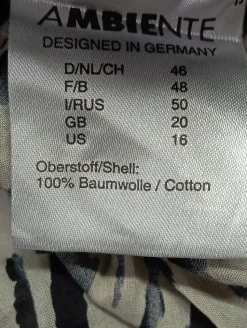 AMBIENTE
DESIGNED IN GERMANY
D/NL/CH 46
F/B 48
I/RUS 50
GB 20
US 16
Oberstoff/Shell:
100% Baumwolle / Cotton